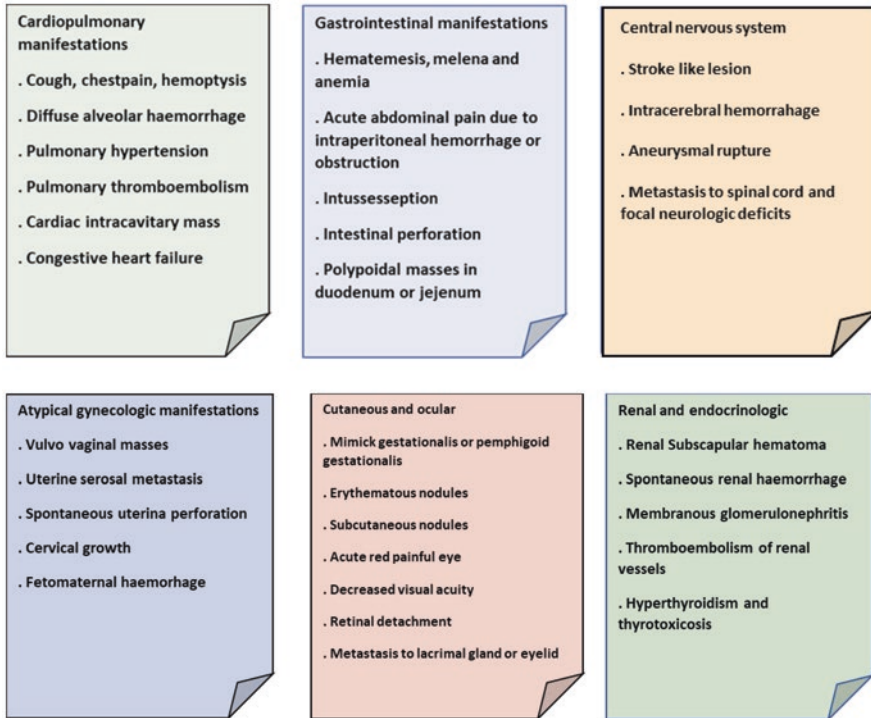 Cardiopulmonary
manifestations
. Cough, chestpain, hemoptysis
. Diffuse alveolar haemorrhage
. Pulmonary hypertension
. Pulmonary thromboembolism
. Cardiac intracavitary mass
. Congestive heart failure
Gastrointestinal manifestations
. Hematemesis, melena and
anemia
. Acute abdominal pain due to
intraperitoneal hemorrhage or
obstruction
. Intussesseption
. Intestinal perforation
. Polypoidal masses in
duodenum or jejenum
Central nervous system
. Stroke like lesion
. Intracerebral hemorrahage
. Aneurysmal rupture
. Metastasis to spinal cord and
focal neurologic deficits
Atypical gynecologic manifestations
. Vulvo vaginal masses
. Uterine serosal metastasis
. Spontaneous uterina perforation
. Cervical growth
. Fetomaternal haemorhage
Cutaneous and ocular
. Mimick gestationalis or pemphigoid
gestationalis
. Erythematous nodules
. Subcutaneous nodules
. Acute red painful eye
. Decreased visual acuity
. Retinal detachment
. Metastasis to lacrimal gland or eyelid
Renal and endocrinologic
. Renal Subscapular hematoma
. Spontaneous renal haemorrhage
. Membranous glomerulonephritis
. Thromboembolism of renal
vessels
. Hyperthyroidism and
thyrotoxicosis